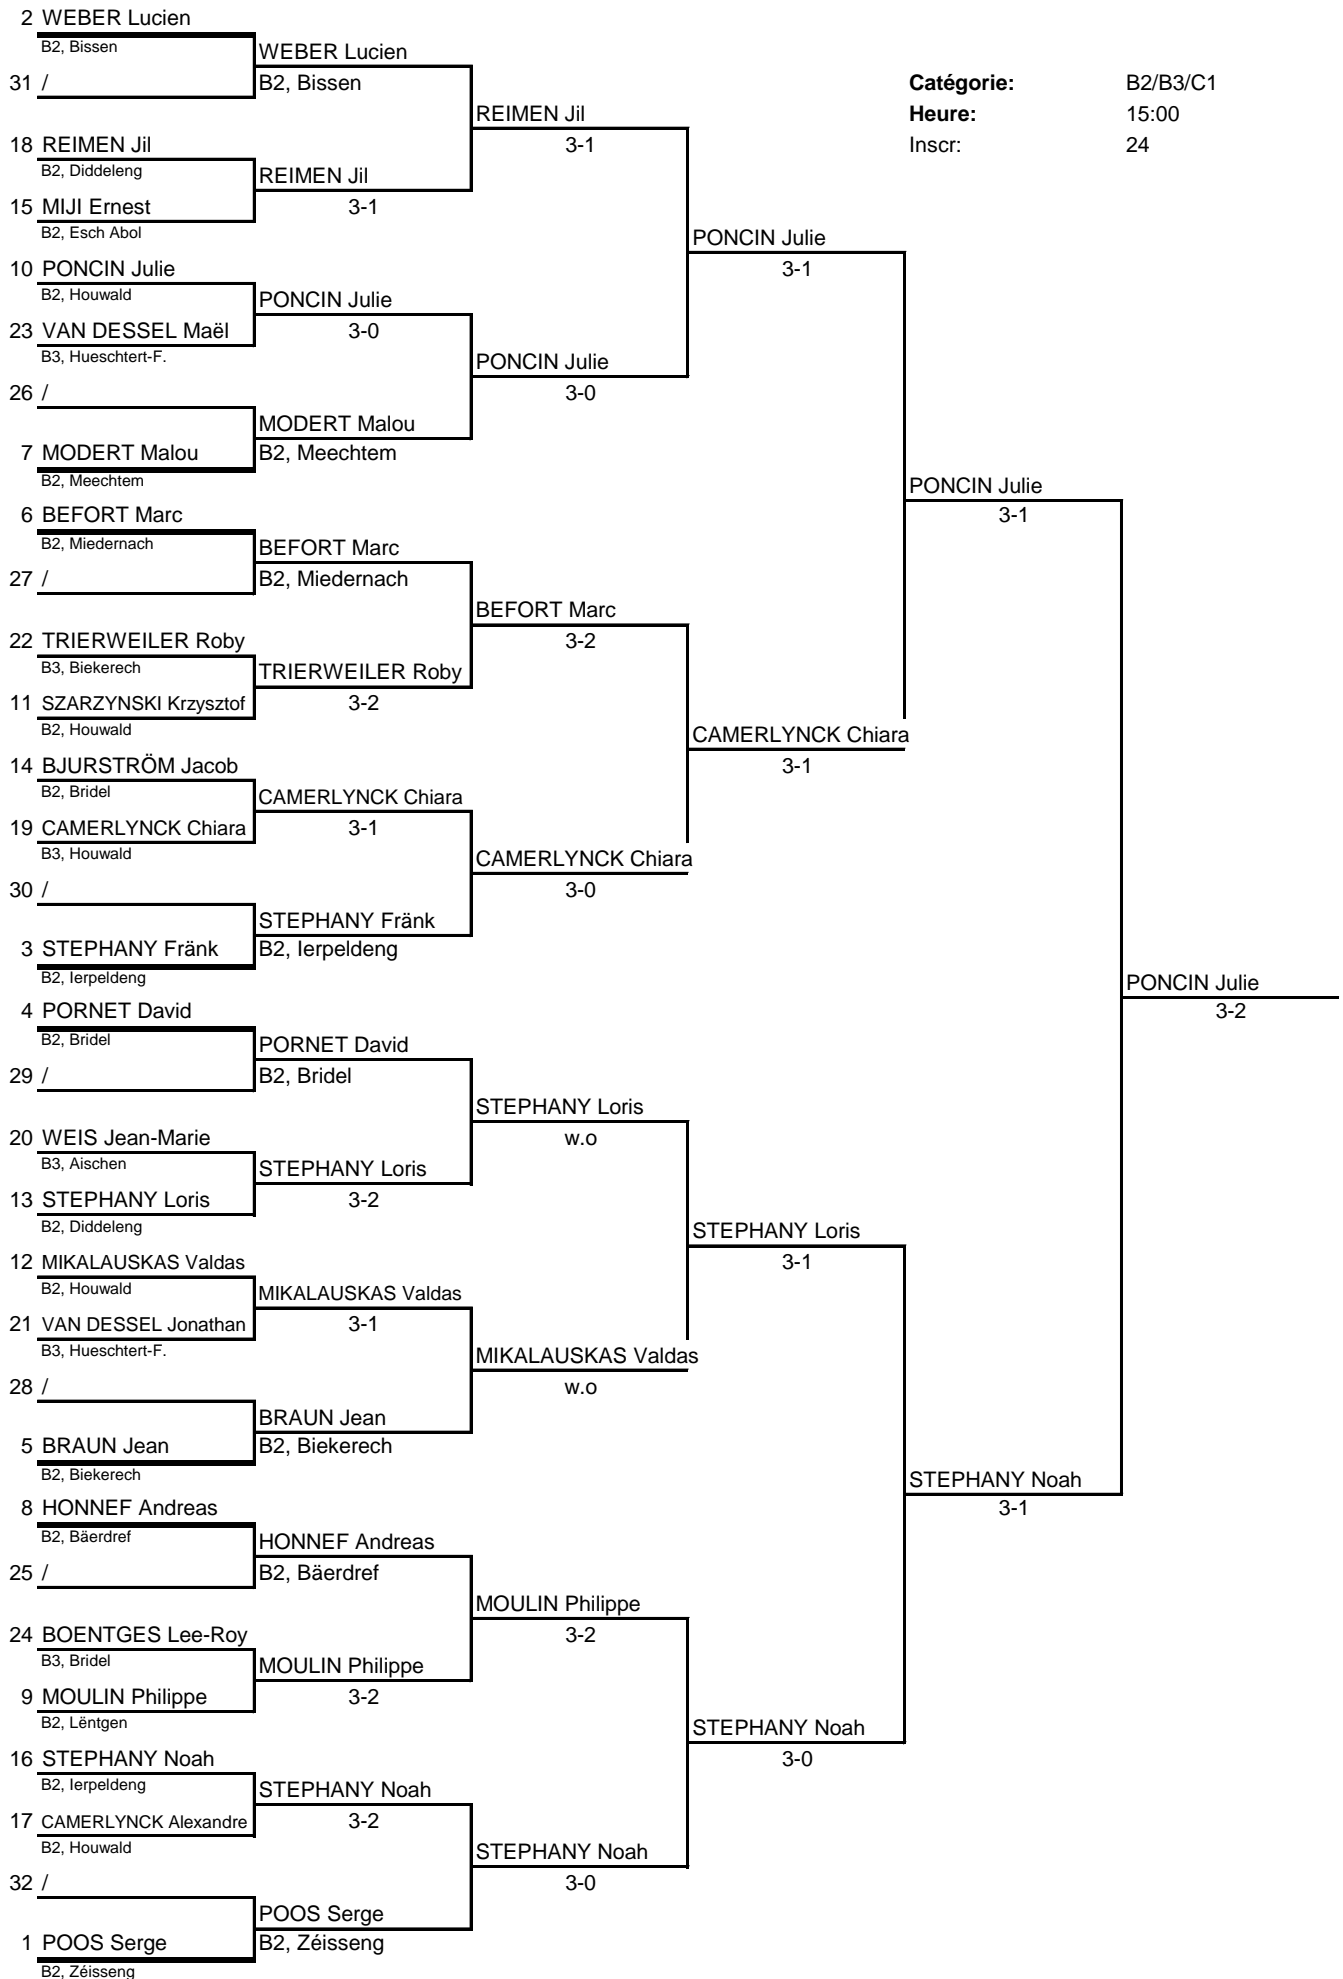 2 WEBER Lucien
B2, Bissen
WEBER Lucien
31 /
B2, Bissen
Catégorie: B2/B3/C1
REIMEN Jil
Heure: 15:00
18 REIMEN Jil
3-1
Inscr: 24
B2, Diddeleng
REIMEN Jil
15 MIJI Ernest
3-1
B2, Esch Abol
PONCIN Julie
10 PONCIN Julie
3-1
B2, Houwald
PONCIN Julie
23 VAN DESSEL Maël
3-0
B3, Hueschtert-F.
PONCIN Julie
26 /
3-0
MODERT Malou
7 MODERT Malou
B2, Meechtem
B2, Meechtem
PONCIN Julie
6 BEFORT Marc
3-1
B2, Miedernach
BEFORT Marc
27 /
B2, Miedernach
BEFORT Marc
22 TRIERWEILER Roby
3-2
B3, Biekerech
TRIERWEILER Roby
11 SZARZYNSKI Krzysztof
3-2
B2, Houwald
CAMERLYNCK Chiara
14 BJURSTRÖM Jacob
3-1
B2, Bridel
CAMERLYNCK Chiara
19 CAMERLYNCK Chiara
3-1
B3, Houwald
CAMERLYNCK Chiara
30 /
3-0
STEPHANY Fränk
3 STEPHANY Fränk
B2, Ierpeldeng
B2, Ierpeldeng
PONCIN Julie
4 PORNET David
3-2
B2, Bridel
PORNET David
29 /
B2, Bridel
STEPHANY Loris
20 WEIS Jean-Marie
w.o
B3, Aischen
STEPHANY Loris
13 STEPHANY Loris
3-2
B2, Diddeleng
STEPHANY Loris
12 MIKALAUSKAS Valdas
3-1
B2, Houwald
MIKALAUSKAS Valdas
21 VAN DESSEL Jonathan
3-1
B3, Hueschtert-F.
MIKALAUSKAS Valdas
28 /
w.o
BRAUN Jean
5 BRAUN Jean
B2, Biekerech
B2, Biekerech
STEPHANY Noah
8 HONNEF Andreas
3-1
B2, Bäerdref
HONNEF Andreas
25 /
B2, Bäerdref
MOULIN Philippe
24 BOENTGES Lee-Roy
3-2
B3, Bridel
MOULIN Philippe
9 MOULIN Philippe
3-2
B2, Lëntgen
STEPHANY Noah
16 STEPHANY Noah
3-0
B2, Ierpeldeng
STEPHANY Noah
17 CAMERLYNCK Alexandre
3-2
B2, Houwald
STEPHANY Noah
32 /
3-0
POOS Serge
1 POOS Serge
B2, Zéisseng
B2, Zéisseng